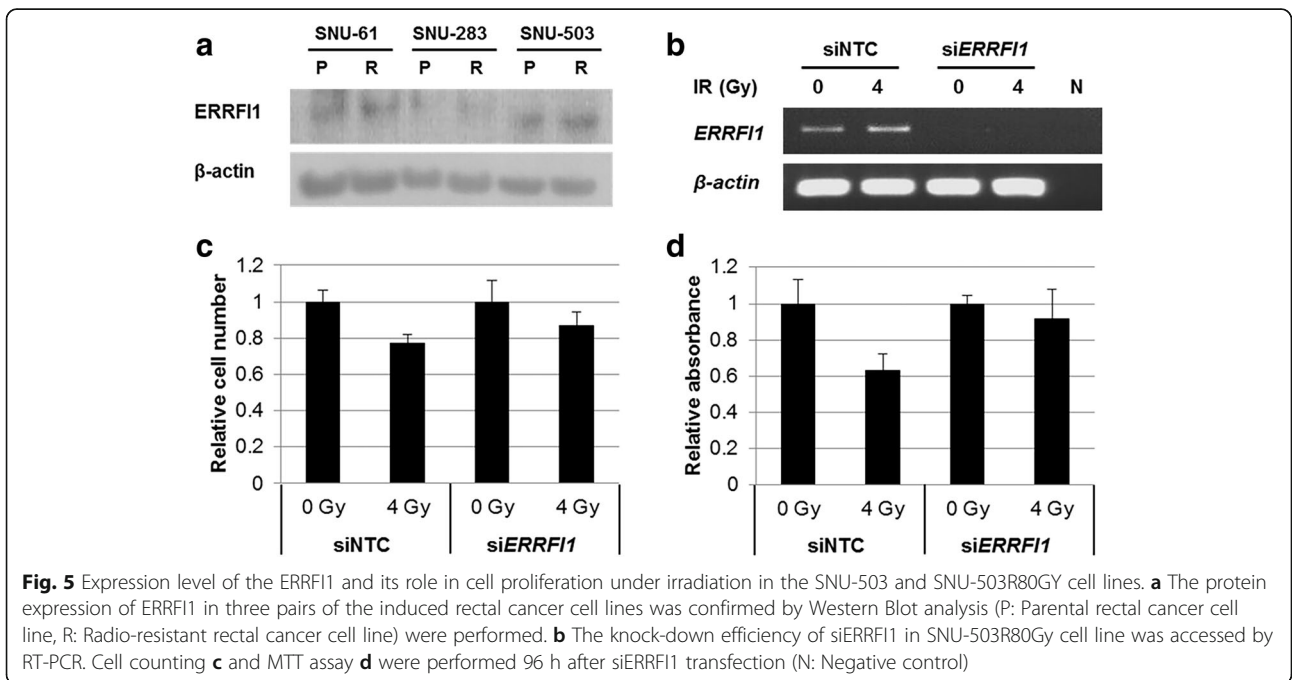 a
SNU-61 SNU-283 SNU-503
P R P R P R
ERRFI1
β-actin
b
siNTC siERRFI1
IR (Gy) 0 4 0 4 N
ERRFI1
β-actin
c
Relative cell number
1.2
1
0.8
0.6
0.4
0.2
0
0 Gy 4 Gy 0 Gy 4 Gy
siNTC siERRFI1
d
Relative absorbance
1.2
1
0.8
0.6
0.4
0.2
0
0 Gy 4 Gy 0 Gy 4 Gy
siNTC siERRFI1
Fig. 5 Expression level of the ERRFI1 and its role in cell proliferation under irradiation in the SNU-503 and SNU-503R80GY cell lines. a The protein
expression of ERRFI1 in three pairs of the induced rectal cancer cell lines was confirmed by Western Blot analysis (P: Parental rectal cancer cell
line, R: Radio-resistant rectal cancer cell line) were performed. b The knock-down efficiency of siERRFI1 in SNU-503R80Gy cell line was accessed by
RT-PCR. Cell counting c and MTT assay d were performed 96 h after siERRFI1 transfection (N: Negative control)